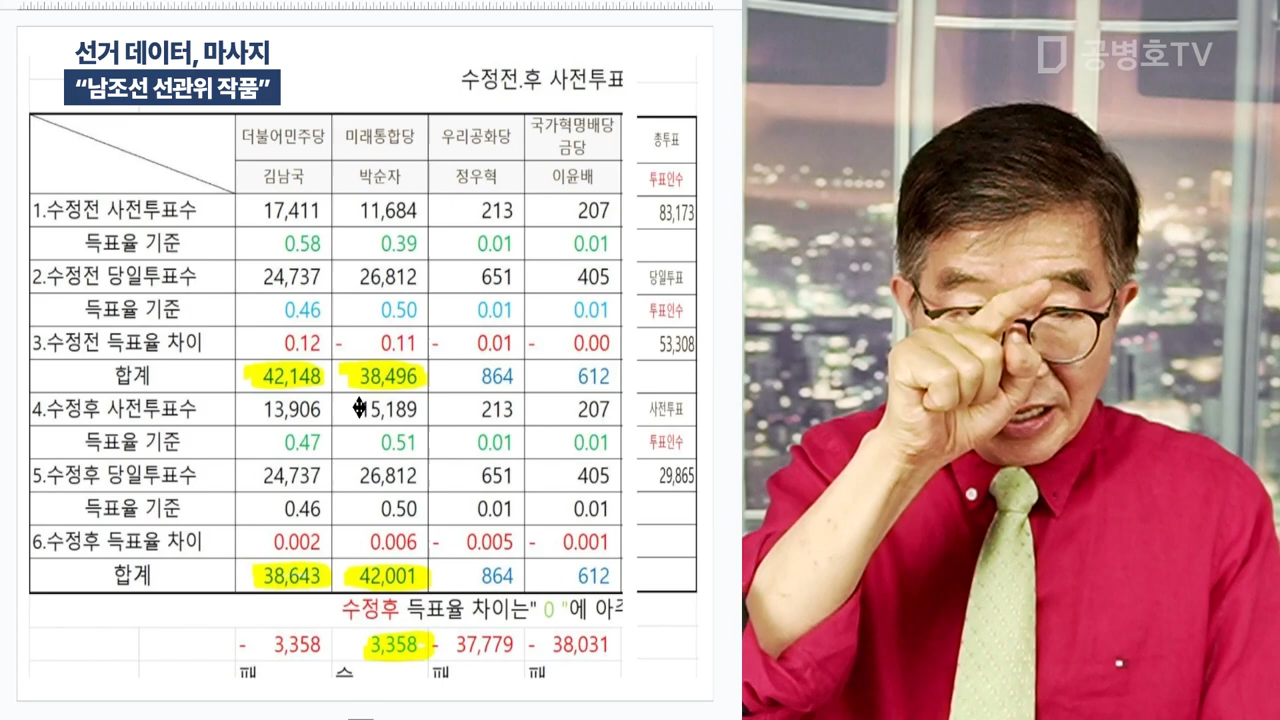 선거 데이터, 마사지
“남조선 선관위 작품”
공병호TV
수정전.후 사전투표
더불어민주당 미래통합당 우리공화당 국가혁명배당금당 총투표
김남국 박순자 정우혁 이윤배 투표인수
1.수정전 사전투표수 17,411 11,684 213 207 83,173
득표율 기준 0.58 0.39 0.01 0.01
2.수정전 당일투표수 24,737 26,812 651 405 당일투표
득표율 기준 0.46 0.50 0.01 0.01 투표인수
3.수정전 득표율 차이 0.12 - 0.11 - 0.01 - 0.00 53,308
합계 42,148 38,496 864 612
4.수정후 사전투표수 13,906 15,189 213 207 사전투표
득표율 기준 0.47 0.51 0.01 0.01 투표인수
5.수정후 당일투표수 24,737 26,812 651 405 29,865
득표율 기준 0.46 0.50 0.01 0.01
6.수정후 득표율 차이 0.002 0.006 - 0.005 - 0.001
합계 38,643 42,001 864 612
수정후 득표율 차이는" 0 "에 아주
- 3,358 3,358 - 37,779 - 38,031
패 승 패 패